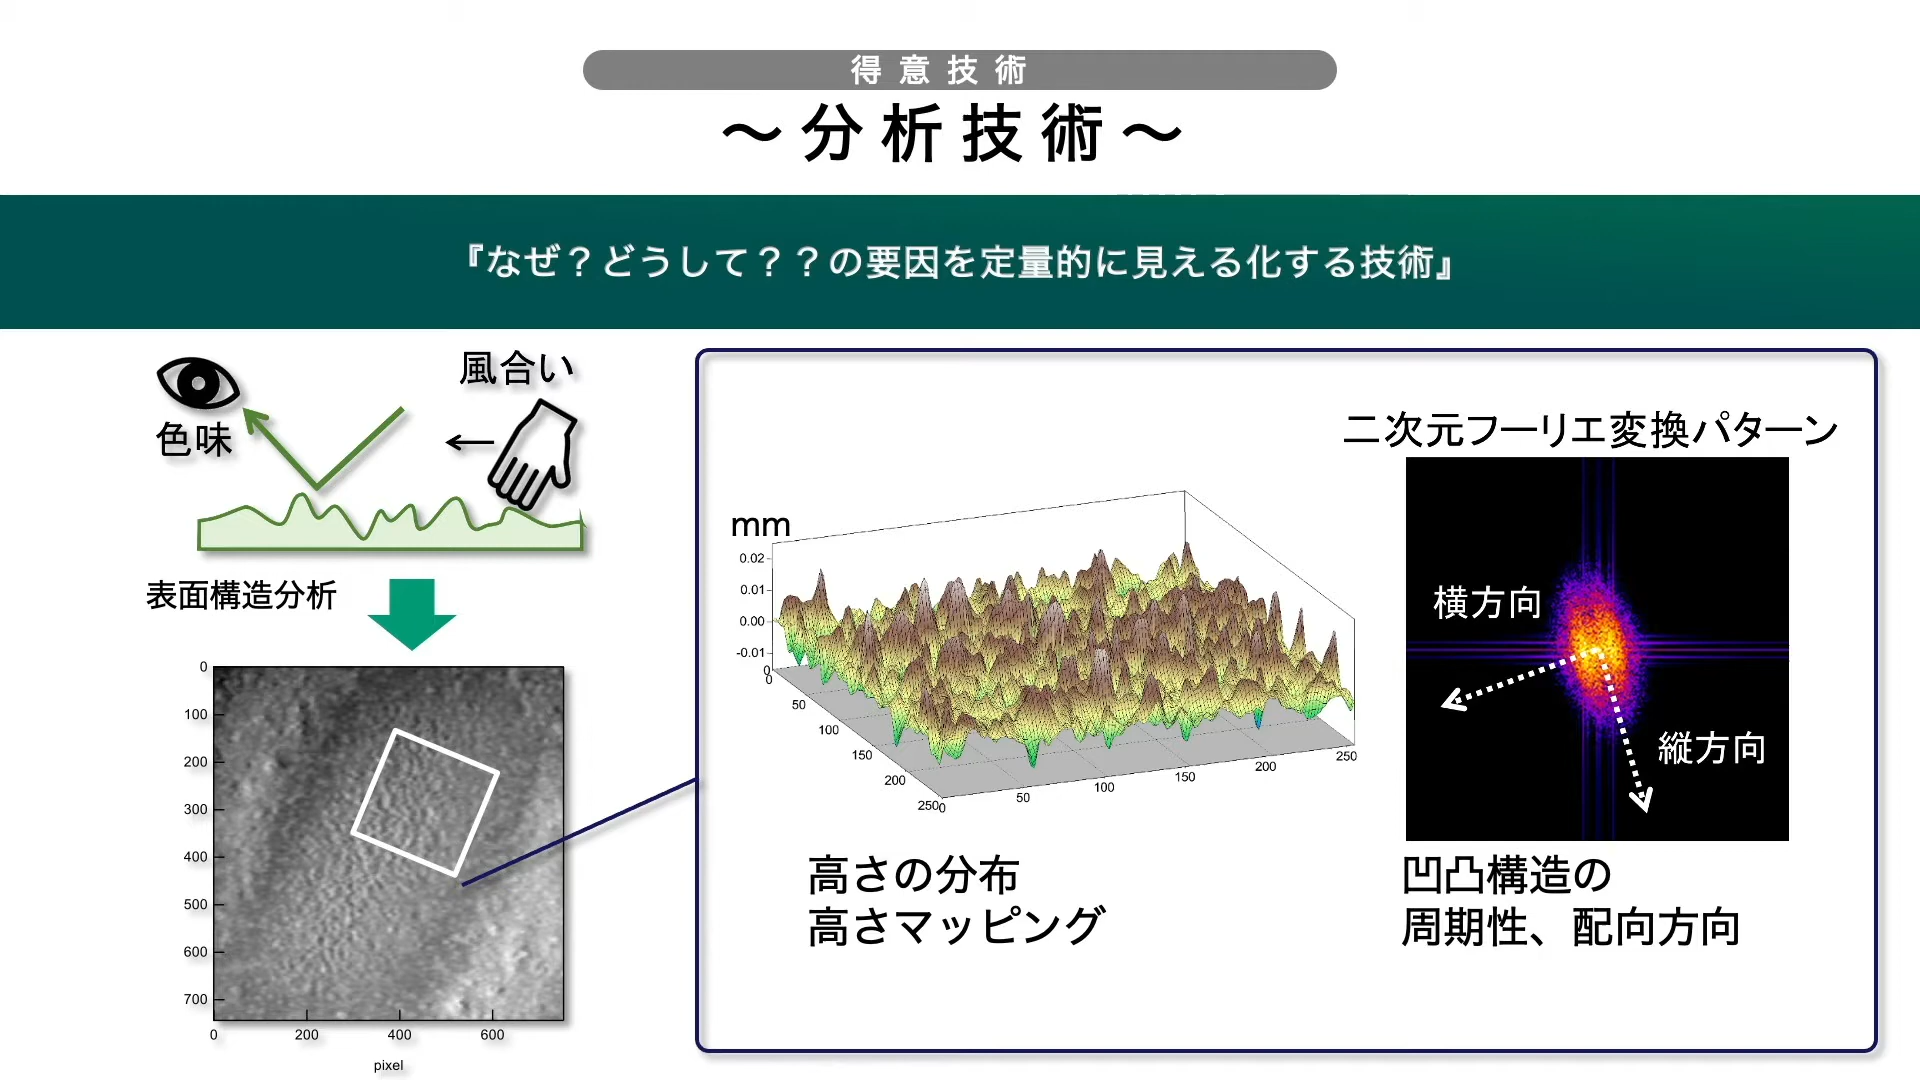 得意技術
～分析技術～
『なぜ？どうして？？の要因を定量的に見える化する技術』
風合い
色味
表面構造分析
0
100
200
300
400
500
600
700
0 200 400 600
pixel
mm
0.02
0.01
0.00
-0.01
0
0
50
100
150
200
250
0
50
100
150
200
250
高さの分布
高さマッピング
二次元フーリエ変換パターン
横方向
縦方向
凹凸構造の
周期性、配向方向